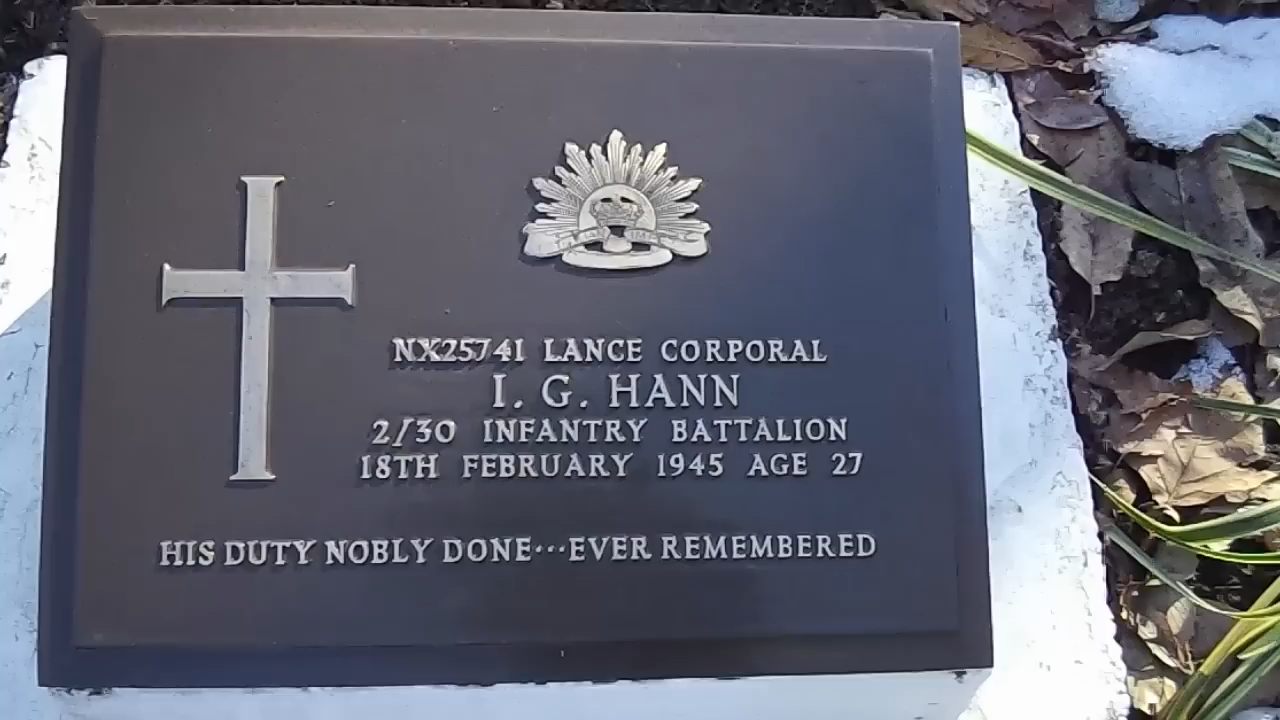 NX25741 LANCE CORPORAL
I. G. HANN
2/30 INFANTRY BATTALION
18TH FEBRUARY 1945 AGE 27
HIS DUTY NOBLY DONE...EVER REMEMBERED